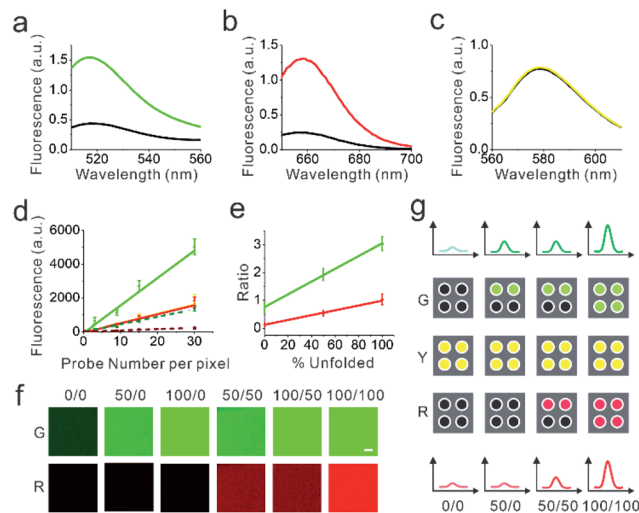 a
b
c
Fluorescence (a.u.)
1.5
1.0
0.5
0.0
520 540 560
Wavelength (nm)
Fluorescence (a.u.)
1.5
1.0
0.5
0.0
660 680 700
Wavelength (nm)
Fluorescence (a.u.)
1.0
0.5
0.0
560 580 600
Wavelength (nm)
d
e
g
Fluorescence (a.u.)
6000
4000
2000
0
0 10 20 30
Probe Number per pixel
Ratio
3
2
1
0
0 20 40 60 80 100
% Unfolded
f
0/0 50/0 100/0 50/50 100/50 100/100
G
R
G
Y
R
0/0 50/0 50/50 100/100